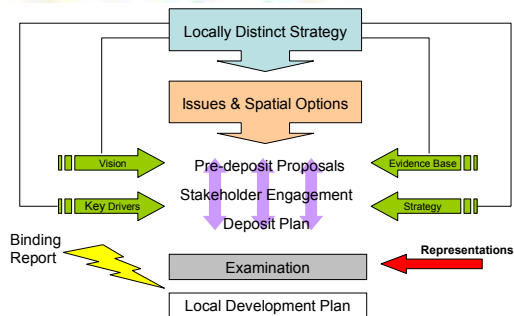 Locally Distinct Strategy
Issues & Spatial Options
Vision
Pre-deposit Proposals
Evidence Base
Key Drivers
Stakeholder Engagement
Strategy
Deposit Plan
Binding
Report
Representations
Examination
Local Development Plan